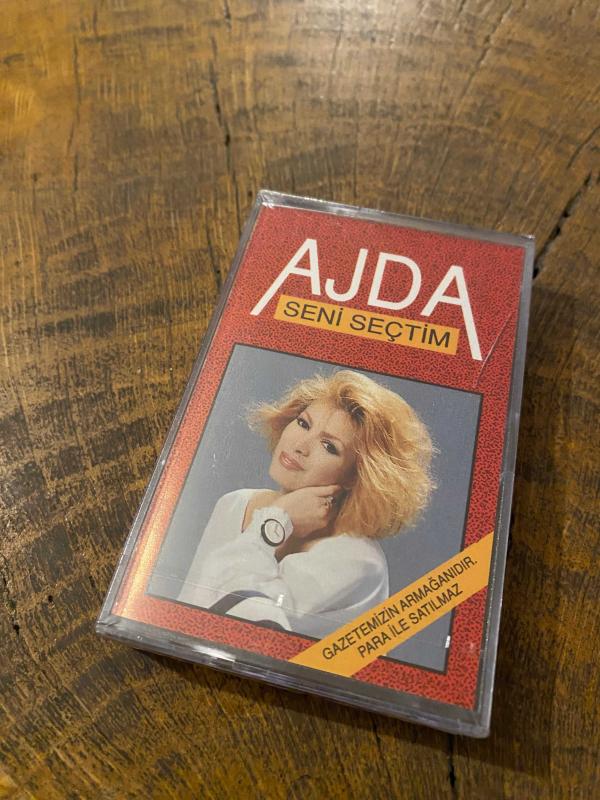 AJDA
SENİ SEÇTİM
GAZETEMİZİN ARMAĞANIDIR.
PARA İLE SATILMAZ